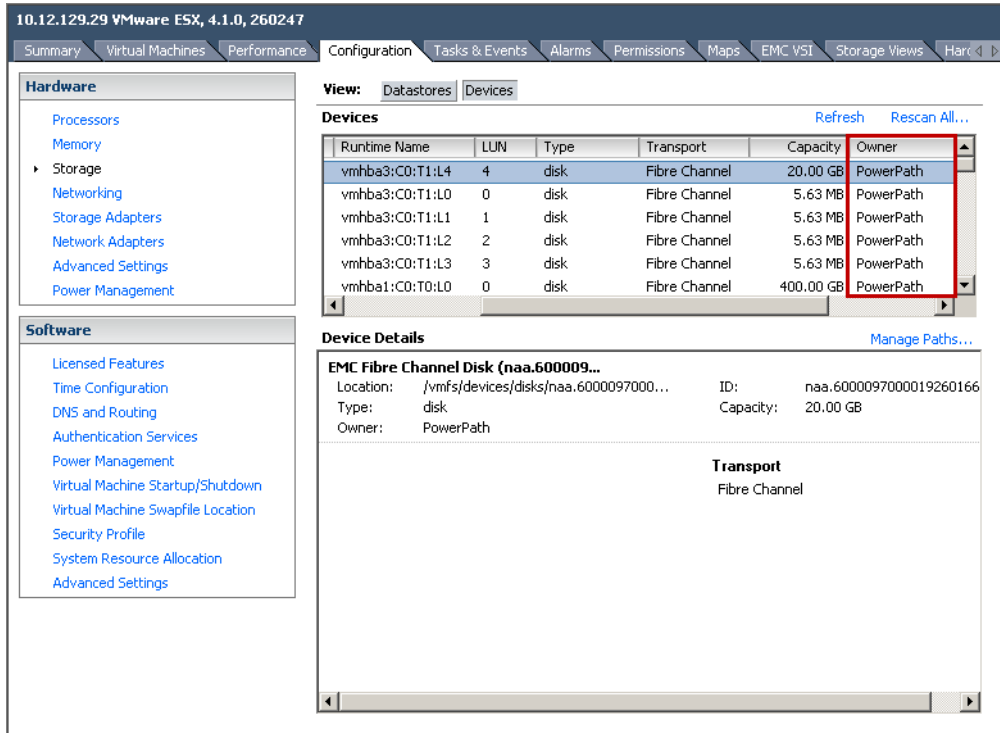 10.12.129.29 VMware ESX, 4.1.0, 260247
Summary Virtual Machines Performance Configuration Tasks & Events Alarms Permissions Maps EMC VSI Storage Views Hard
Hardware
Processors
Memory
Storage
Networking
Storage Adapters
Network Adapters
Advanced Settings
Power Management
Software
Licensed Features
Time Configuration
DNS and Routing
Authentication Services
Power Management
Virtual Machine Startup/Shutdown
Virtual Machine Swapfile Location
Security Profile
System Resource Allocation
Advanced Settings
View: Datastores Devices
Devices Refresh Rescan All...
Runtime Name LUN Type Transport Capacity Owner
vmhba3:C0:T1:L4 4 disk Fibre Channel 20.00 GB PowerPath
vmhba3:C0:T1:L0 0 disk Fibre Channel 5.63 MB PowerPath
vmhba3:C0:T1:L1 1 disk Fibre Channel 5.63 MB PowerPath
vmhba3:C0:T1:L2 2 disk Fibre Channel 5.63 MB PowerPath
vmhba3:C0:T1:L3 3 disk Fibre Channel 5.63 MB PowerPath
vmhba1:C0:T0:L0 0 disk Fibre Channel 400.00 GB PowerPath
Device Details Manage Paths...
EMC Fibre Channel Disk (naa.600009...
Location: /vmfs/devices/disks/naa.6000097000... ID: naa.6000097000019260166
Type: disk Capacity: 20.00 GB
Owner: PowerPath
Transport
Fibre Channel